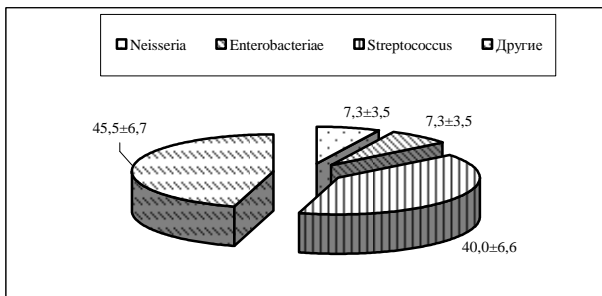 Neisseria Enterobacteriae Streptococcus Другие
45,5±6,7
7,3±3,5
7,3±3,5
40,0±6,6